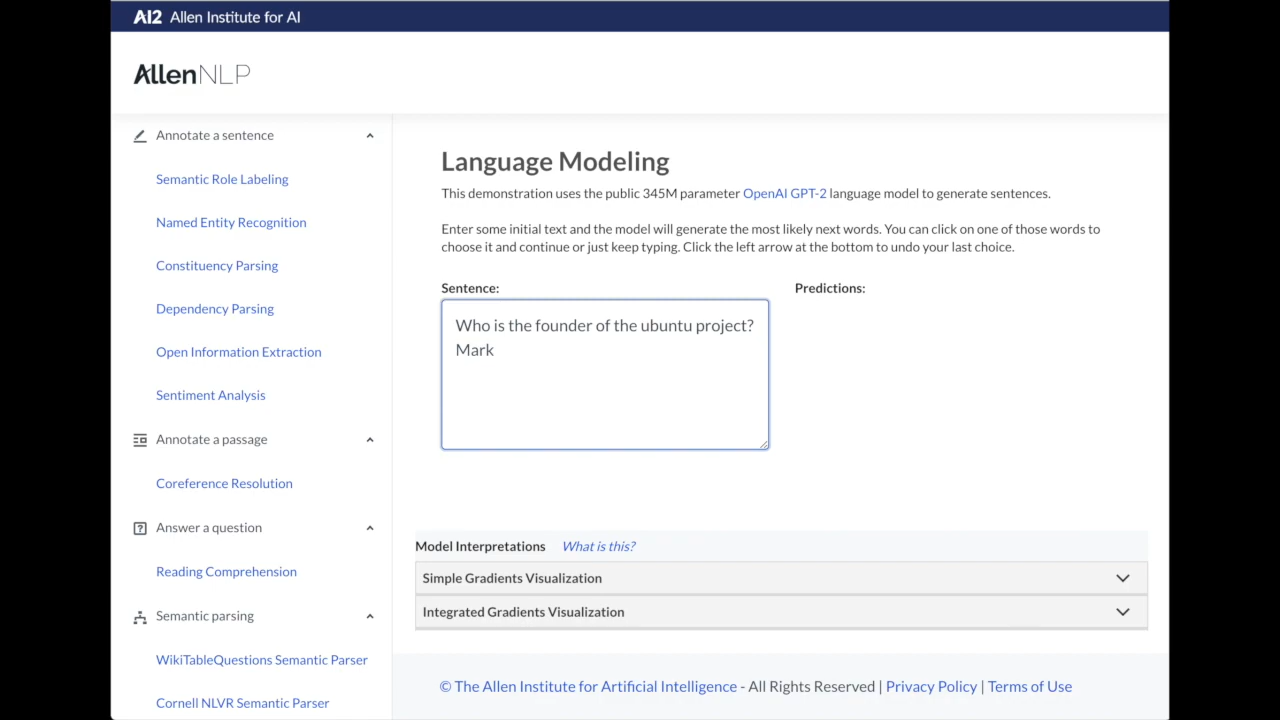 AI2 Allen Institute for AI
AllenNLP
Annotate a sentence
Semantic Role Labeling
Named Entity Recognition
Constituency Parsing
Dependency Parsing
Open Information Extraction
Sentiment Analysis
Annotate a passage
Coreference Resolution
Answer a question
Reading Comprehension
Semantic parsing
WikiTableQuestions Semantic Parser
Cornell NLVR Semantic Parser
Language Modeling
This demonstration uses the public 345M parameter OpenAI GPT-2 language model to generate sentences.
Enter some initial text and the model will generate the most likely next words. You can click on one of those words to
choose it and continue or just keep typing. Click the left arrow at the bottom to undo your last choice.
Sentence:
Who is the founder of the ubuntu project?
Mark
Predictions:
Model Interpretations What is this?
Simple Gradients Visualization
Integrated Gradients Visualization
© The Allen Institute for Artificial Intelligence - All Rights Reserved | Privacy Policy | Terms of Use